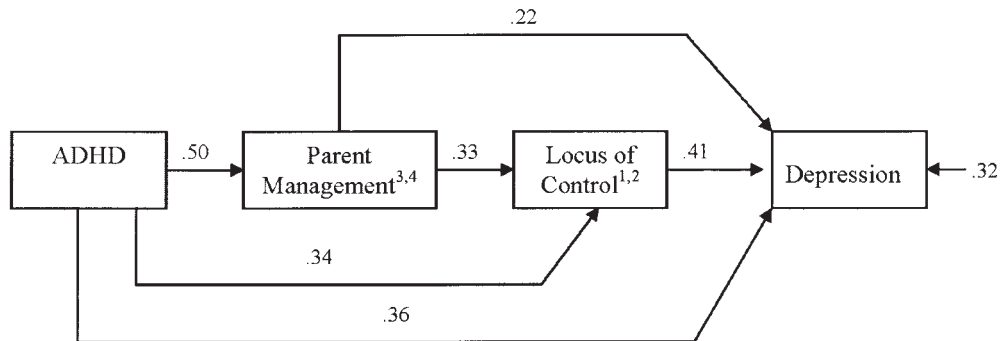 .22
ADHD
.50
Parent
Management3,4
.33
Locus of
Control1,2
.41
Depression
.32
.34
.36